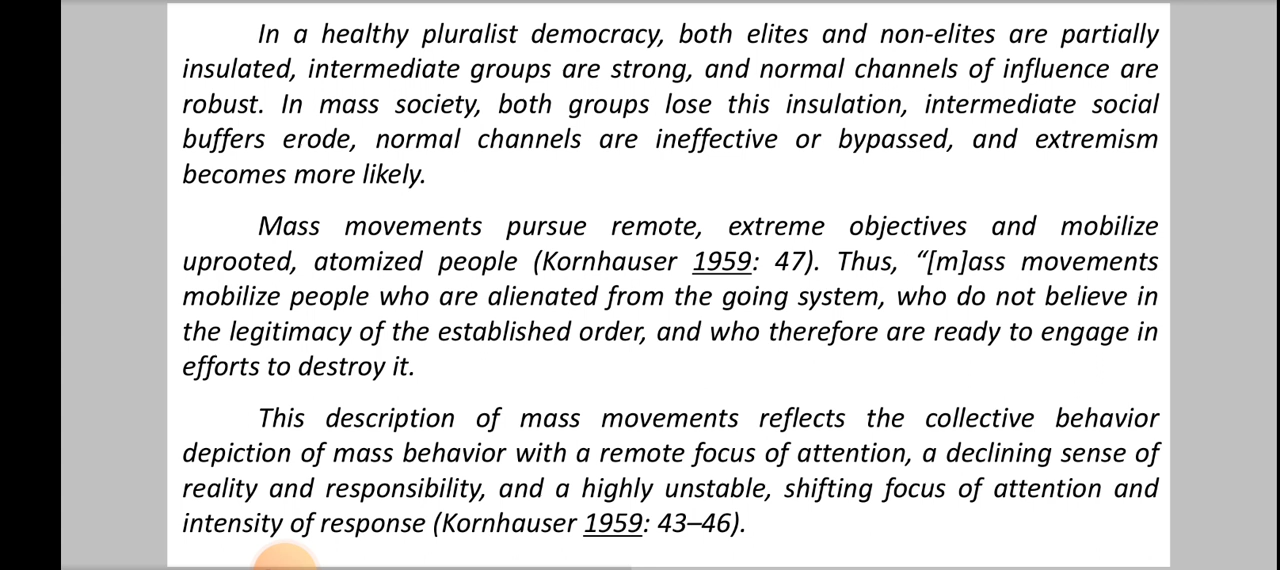 In a healthy pluralist democracy, both elites and non-elites are partially
insulated, intermediate groups are strong, and normal channels of influence are
robust. In mass society, both groups lose this insulation, intermediate social
buffers erode, normal channels are ineffective or bypassed, and extremism
becomes more likely.
Mass movements pursue remote, extreme objectives and mobilize
uprooted, atomized people (Kornhauser 1959: 47). Thus, “[m]ass movements
mobilize people who are alienated from the going system, who do not believe in
the legitimacy of the established order, and who therefore are ready to engage in
efforts to destroy it.
This description of mass movements reflects the collective behavior
depiction of mass behavior with a remote focus of attention, a declining sense of
reality and responsibility, and a highly unstable, shifting focus of attention and
intensity of response (Kornhauser 1959: 43–46).